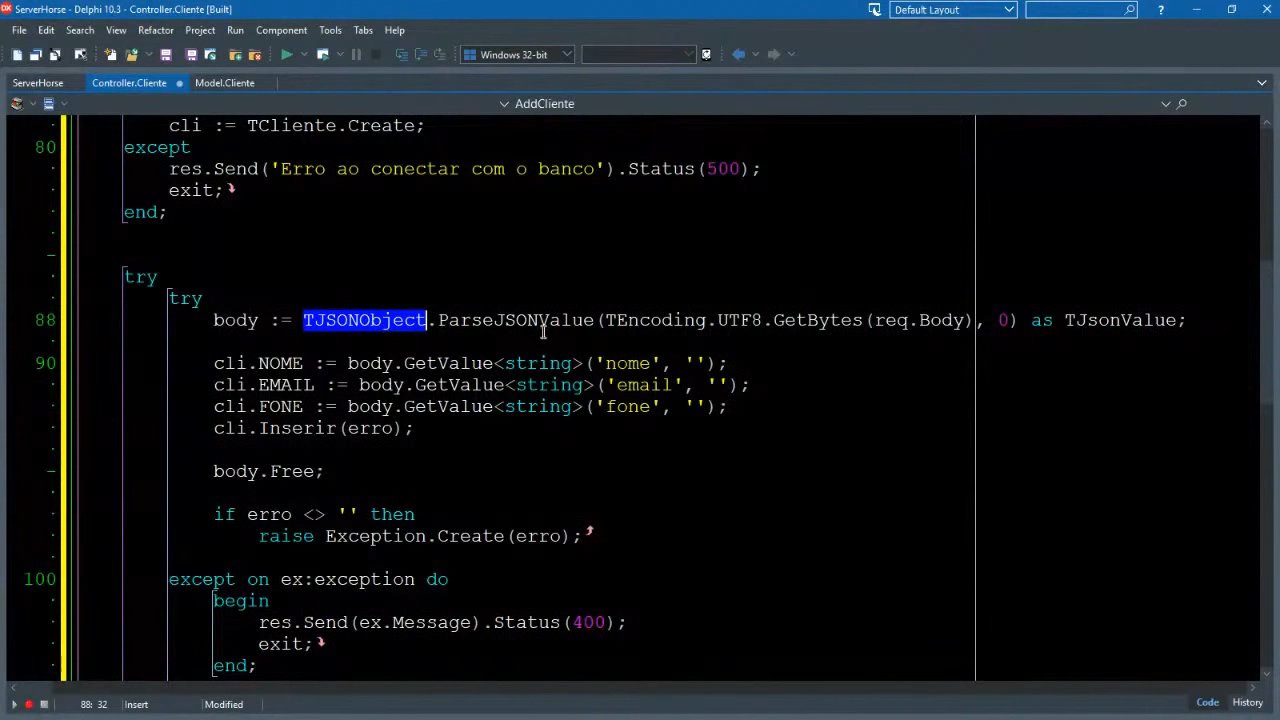 ServerHorse - Delphi 10.3 - Controller.Cliente [Built]
Default Layout
File Edit Search View Refactor Project Run Component Tools Tabs Help
Windows 32-bit
ServerHorse Controller.Cliente Model.Cliente
AddCliente
cli := TCliente.Create;
80 except
res.Send('Erro ao conectar com o banco').Status(500);
exit;
end;
try
try
88 body := TJSONObject.ParseJSONValue(TEncoding.UTF8.GetBytes(req.Body), 0) as TJsonValue;
90 cli.NOME := body.GetValue<string>('nome', '');
cli.EMAIL := body.GetValue<string>('email', '');
cli.FONE := body.GetValue<string>('fone', '');
cli.Inserir(erro);
body.Free;
if erro <> '' then
raise Exception.Create(erro);
100 except on ex:exception do
begin
res.Send(ex.Message).Status(400);
exit;
end;
88: 32 Insert Modified Code History